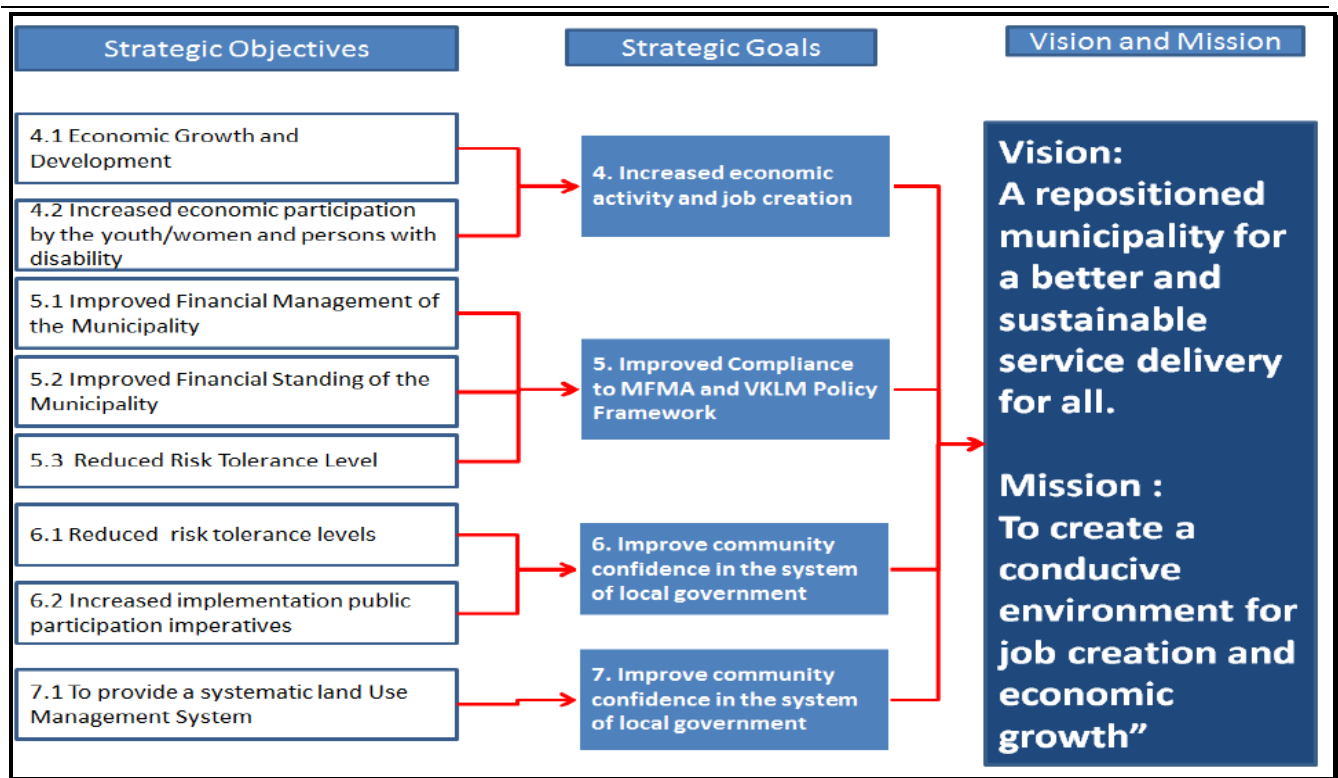 Strategic Objectives
Strategic Goals
Vision and Mission
4.1 Economic Growth and
Development
4.2 Increased economic participation
by the youth/women and persons with
disability
5.1 Improved Financial Management of
the Municipality
5.2 Improved Financial Standing of the
Municipality
5.3 Reduced Risk Tolerance Level
6.1 Reduced risk tolerance levels
6.2 Increased implementation public
participation imperatives
7.1 To provide a systematic land Use
Management System
4. Increased economic
activity and job creation
5. Improved Compliance
to MFMA and VKLM Policy
Framework
6. Improve community
confidence in the system
of local government
7. Improve community
confidence in the system
of local government
Vision:
A repositioned
municipality for
a better and
sustainable
service delivery
for all.
Mission :
To create a
conducive
environment for
job creation and
economic
growth”